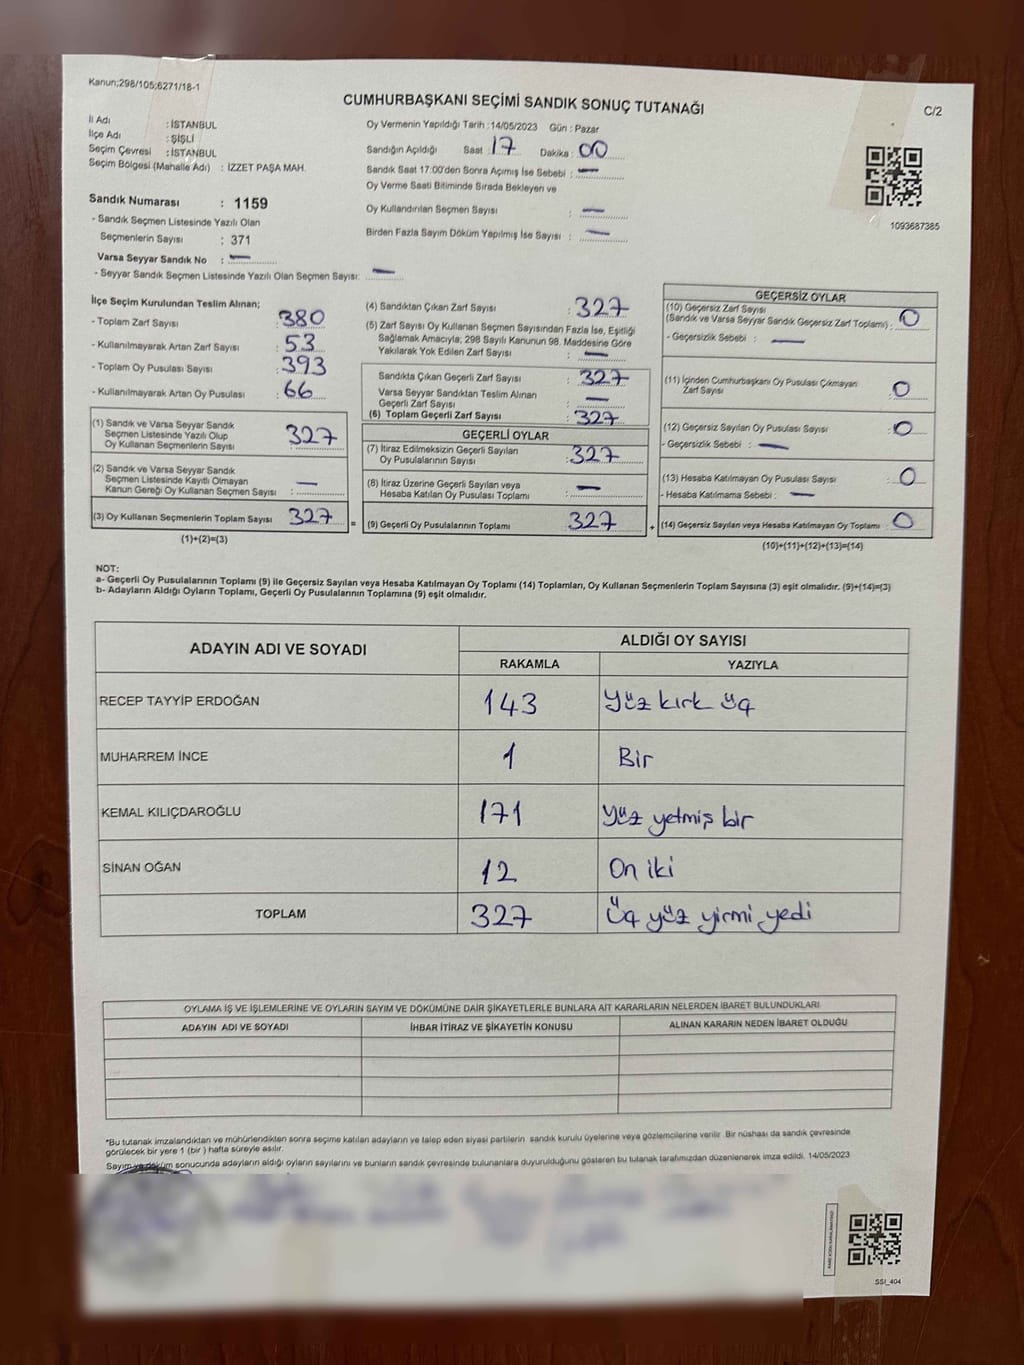 Kanun;298/105;6271/18-1
CUMHURBAŞKANI SEÇİMİ SANDIK SONUÇ TUTANAĞI
C/2
İl Adı : İSTANBUL
İlçe Adı : ŞİŞLİ
Seçim Çevresi : İSTANBUL
Seçim Bölgesi (Mahalle Adı) : İZZET PAŞA MAH.
Oy Vermenin Yapıldığı Tarih : 14/05/2023 Gün : Pazar
Sandığın Açıldığı Saat : 17 Dakika : 00
Sandık Saat 17:00'den Sonra Açımış İse Sebebi : —
Oy Verme Saati Bitiminde Sırada Bekleyen ve
Oy Kullandırılan Seçmen Sayısı : —
Birden Fazla Sayım Döküm Yapılmış İse Sayısı : —
1093687385
Sandık Numarası : 1159
- Sandık Seçmen Listesinde Yazılı Olan
Seçmenlerin Sayısı : 371
Varsa Seyyar Sandık No : —
- Seyyar Sandık Seçmen Listesinde Yazılı Olan Seçmen Sayısı: —
İlçe Seçim Kurulundan Teslim Alınan;
- Toplam Zarf Sayısı : 380
- Kullanılmayarak Artan Zarf Sayısı : 53
- Toplam Oy Pusulası Sayısı : 393
- Kullanılmayarak Artan Oy Pusulası : 66
(1) Sandık ve Varsa Seyyar Sandık
Seçmen Listesinde Yazılı Olup
Oy Kullanan Seçmenlerin Sayısı : 327
(2) Sandık ve Varsa Seyyar Sandık
Seçmen Listesinde Kayıtlı Olmayan
Kanun Gereği Oy Kullanan Seçmen Sayısı : —
(3) Oy Kullanan Seçmenlerin Toplam Sayısı : 327
(1)+(2)=(3)
=
(4) Sandıktan Çıkan Zarf Sayısı : 327
(5) Zarf Sayısı Oy Kullanan Seçmen Sayısından Fazla İse, Eşitliği
Sağlamak Amacıyla; 298 Sayılı Kanunun 98. Maddesine Göre
Yakılarak Yok Edilen Zarf Sayısı : —
Sandıkta Çıkan Geçerli Zarf Sayısı : 327
Varsa Seyyar Sandıktan Teslim Alınan
Geçerli Zarf Sayısı : —
(6) Toplam Geçerli Zarf Sayısı : 327
GEÇERLİ OYLAR
(7) İtiraz Edilmeksizin Geçerli Sayılan
Oy Pusulalarının Sayısı : 327
(8) İtiraz Üzerine Geçerli Sayılan veya
Hesaba Katılan Oy Pusulası Toplamı : —
(9) Geçerli Oy Pusulalarının Toplamı : 327
+
GEÇERSİZ OYLAR
(10) Geçersiz Zarf Sayısı
(Sandık ve Varsa Seyyar Sandık Geçersiz Zarf Toplamı) : 0
- Geçersizlik Sebebi : —
(11) İçinden Cumhurbaşkanı Oy Pusulası Çıkmayan
Zarf Sayısı : 0
(12) Geçersiz Sayılan Oy Pusulası Sayısı : 0
- Geçersizlik Sebebi : —
(13) Hesaba Katılmayan Oy Pusulası Sayısı : 0
- Hesaba Katılmama Sebebi : —
(14) Geçersiz Sayılan veya Hesaba Katılmayan Oy Toplamı : 0
(10)+(11)+(12)+(13)=(14)
NOT:
a- Geçerli Oy Pusulalarının Toplamı (9) ile Geçersiz Sayılan veya Hesaba Katılmayan Oy Toplamı (14) Toplamları, Oy Kullanan Seçmenlerin Toplam Sayısına (3) eşit olmalıdır. (9)+(14)=(3)
b- Adayların Aldığı Oyların Toplamı, Geçerli Oy Pusulalarının Toplamına (9) eşit olmalıdır.
ADAYIN ADI VE SOYADI ALDIĞI OY SAYISI
RAKAMLA YAZIYLA
RECEP TAYYİP ERDOĞAN 143 Yüz kırk üç
MUHARREM İNCE 1 Bir
KEMAL KILIÇDAROĞLU 171 Yüz yetmiş bir
SİNAN OĞAN 12 On iki
TOPLAM 327 Üç yüz yirmi yedi
OYLAMA İŞ VE İŞLEMLERİNE VE OYLARIN SAYIM VE DÖKÜMÜNE DAİR ŞİKAYETLERLE BUNLARA AİT KARARLARIN NELERDEN İBARET BULUNDUKLARI
ADAYIN ADI VE SOYADI İHBAR İTİRAZ VE ŞİKAYETİN KONUSU ALINAN KARARIN NEDEN İBARET OLDUĞU
*Bu tutanak imzalandıktan ve mühürlendikten sonra seçime katılan adayların ve talep eden siyasi partilerin sandık kurulu üyelerine veya gözlemcilerine verilir. Bir nüshası da sandık çevresinde
görülecek bir yere 1 (bir ) hafta süreyle asılır.
Sayım ve döküm sonucunda adayların aldığı oyların sayılarını ve bunların sandık çevresinde bulunanlara duyurulduğunu gösteren bu tutanak tarafımızdan düzenlenerek imza edildi. 14/05/2023
SSI_404